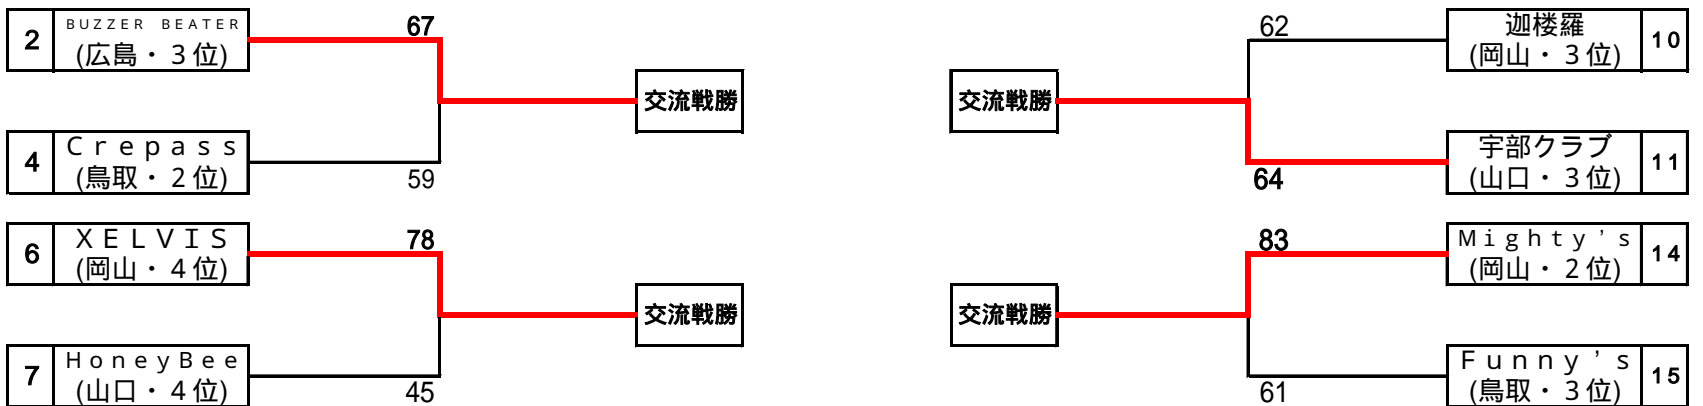 2
ＢＵＺＺＥＲ ＢＥＡＴＥＲ
(広島・３位)
67
交流戦勝
4
Ｃｒｅｐａｓｓ
(鳥取・２位)
59
6
ＸＥＬＶＩＳ
(岡山・４位)
78
交流戦勝
7
ＨｏｎｅｙＢｅｅ
(山口・４位)
45
62
迦楼羅
(岡山・３位)
10
交流戦勝
64
宇部クラブ
(山口・３位)
11
83
Ｍｉｇｈｔｙ’ｓ
(岡山・２位)
14
交流戦勝
61
Ｆｕｎｎｙ’ｓ
(鳥取・３位)
15